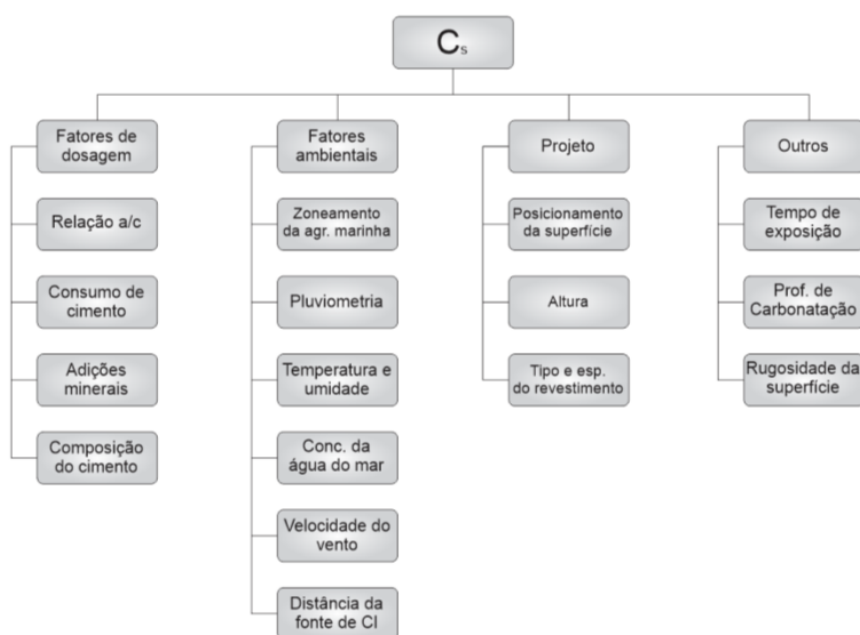 Cs
Fatores de
dosagem
Relação a/c
Consumo de
cimento
Adições
minerais
Composição
do cimento
Fatores
ambientais
Zoneamento
da agr. marinha
Pluviometria
Temperatura e
umidade
Conc. da
água do mar
Velocidade do
vento
Distância da
fonte de Cl
Projeto
Posicionamento
da superfície
Altura
Tipo e esp.
do revestimento
Outros
Tempo de
exposição
Prof. de
Carbonatação
Rugosidade da
superfície